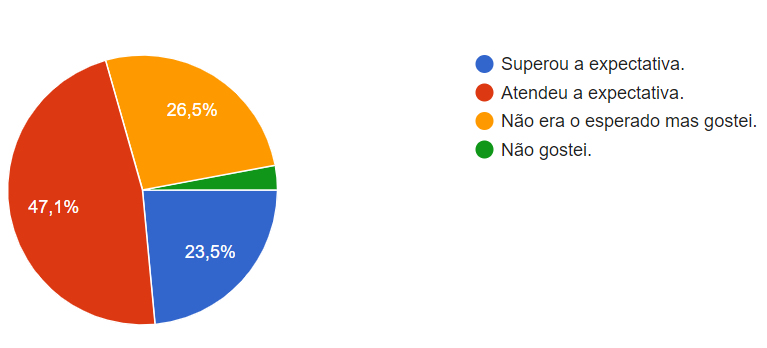 Superou a expectativa.
Atendeu a expectativa.
Não era o esperado mas gostei.
Não gostei.
26,5%
47,1%
23,5%